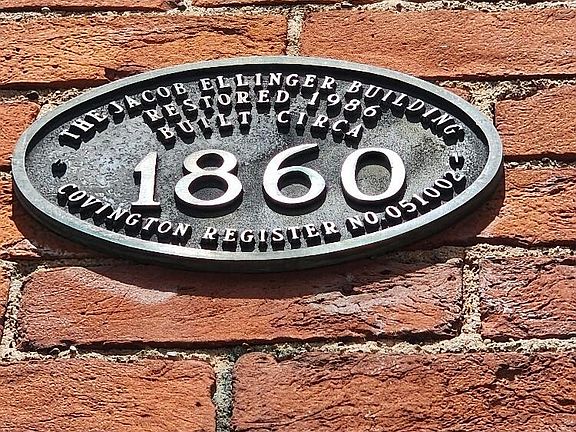 THE JACOB ELLINGER BUILDING
RESTORED 1986
BUILT CIRCA
1860
COVINGTON REGISTER NO. 051002